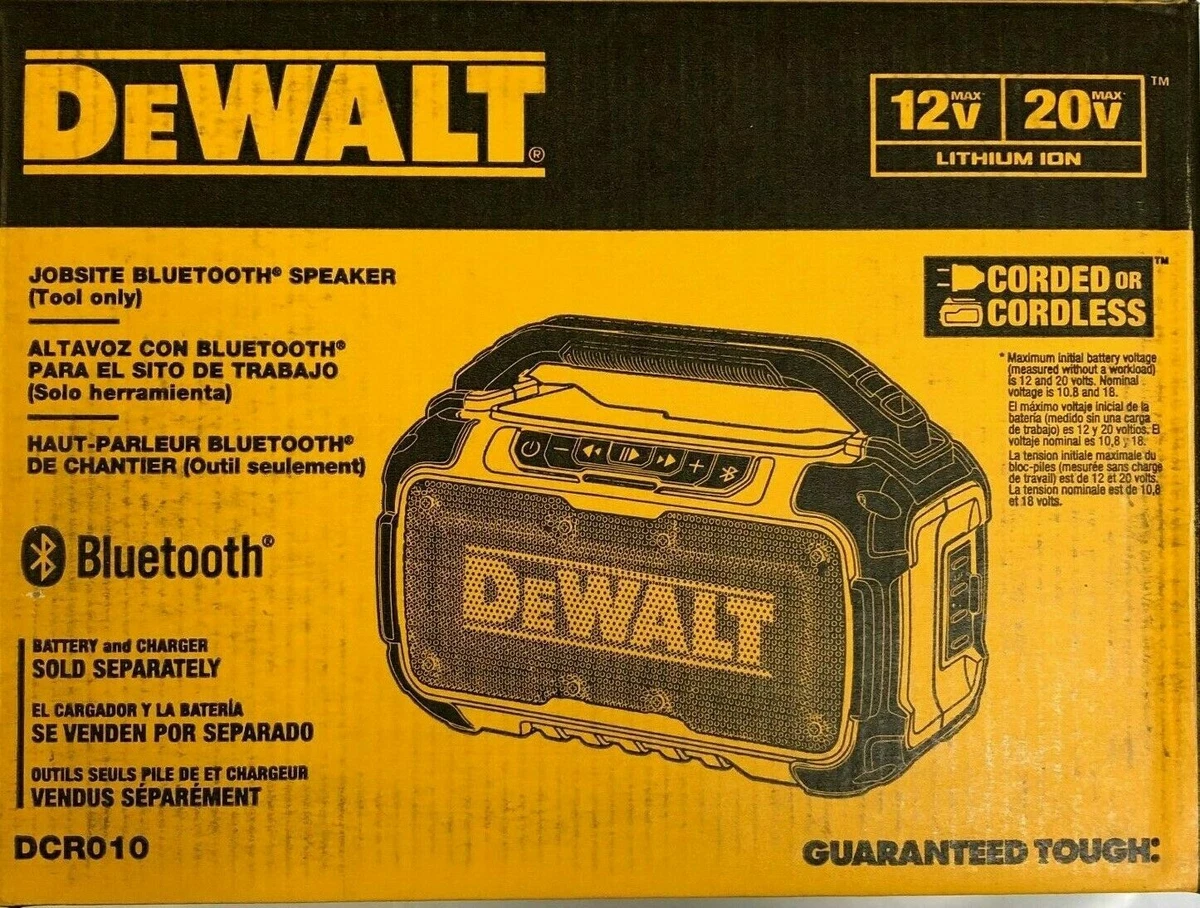 DEWALT®
12V MAX* 20V MAX* ™
LITHIUM ION
JOBSITE BLUETOOTH® SPEAKER
(Tool only)
ALTAVOZ CON BLUETOOTH®
PARA EL SITO DE TRABAJO
(Solo herramienta)
HAUT-PARLEUR BLUETOOTH®
DE CHANTIER (Outil seulement)
Bluetooth®
BATTERY and CHARGER
SOLD SEPARATELY
EL CARGADOR Y LA BATERÍA
SE VENDEN POR SEPARADO
OUTILS SEULS PILE DE ET CHARGEUR
VENDUS SÉPARÉMENT
DCR010
CORDED OR ™
CORDLESS
* Maximum initial battery voltage
(measured without a workload)
is 12 and 20 volts. Nominal
voltage is 10.8 and 18.
El máximo voltaje inicial de la
batería (medido sin una carga
de trabajo) es 12 y 20 voltios. El
voltaje nominal es 10,8 y 18.
La tension initiale maximale du
bloc-piles (mesurée sans charge
de travail) est de 12 et 20 volts.
La tension nominale est de 10,8
et 18 volts.
DEWALT
GUARANTEED TOUGH: